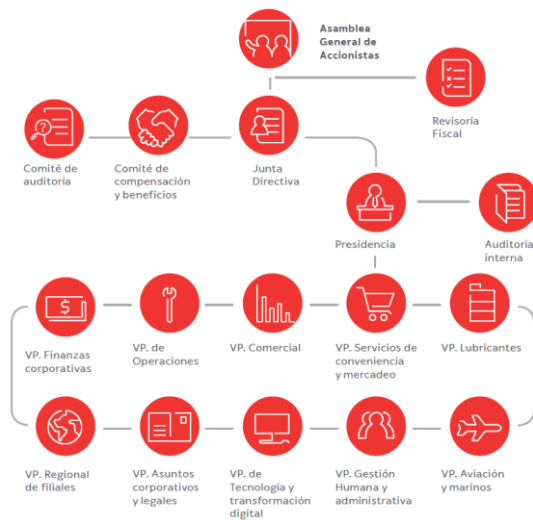 Asamblea
General de
Accionistas
Revisoría
Fiscal
Comité de
auditoría
Comité de
compensación
y beneficios
Junta
Directiva
Presidencia
Auditoría
interna
VP. Finanzas
corporativas
VP. de
Operaciones
VP. Comercial
VP. Servicios de
conveniencia
y mercadeo
VP. Lubricantes
VP. Regional
de filiales
VP. Asuntos
corporativos
y legales
VP. de
Tecnología y
transformación
digital
VP. Gestión
Humana y
administrativa
VP. Aviación
y marinos